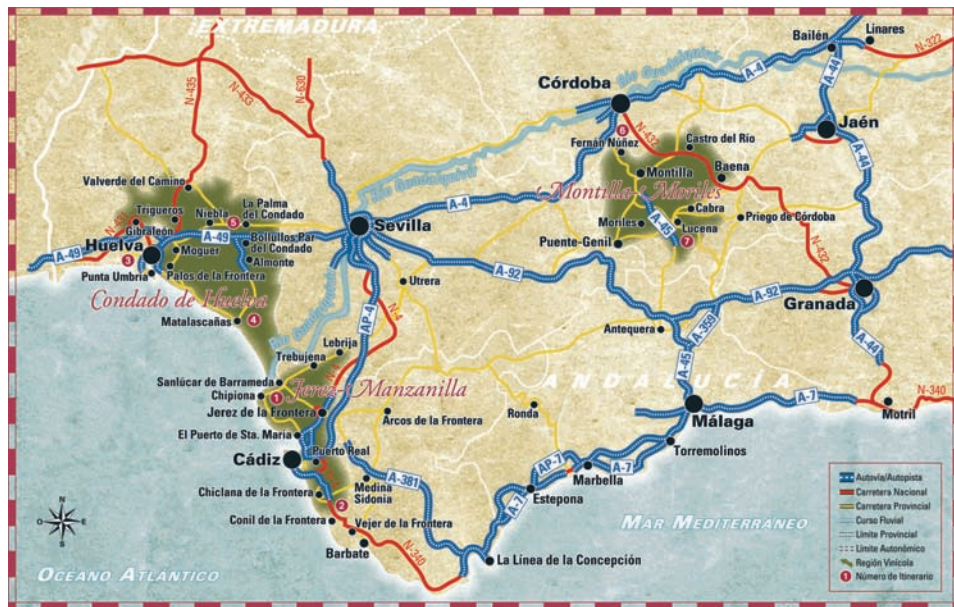 EXTREMADURA
Linares
Bailén
N-322
A-44
N-435
N-433
N-630
Río Guadalquivir
A-4
Córdoba
Jaén
6
N-432
Fernán Núñez
Castro del Río
Montilla
Baena
Montilla-Moriles
A-44
Río Guadalquivir
A-4
Valverde del Camino
La Palma
del Condado
Trigueros
Niebla
5
Gibraleón
A-49
Sevilla
Cabra
Priego de Córdoba
Moriles
A-45
Lucena
7
Puente-Genil
Huelva
A-49
3
Moguer
Bollullos Par
del Condado
Almonte
Punta Umbría
Palos de la Frontera
A-92
N-432
Utrera
Condado de Huelva
4
Matalascañas
AP-4
N-4
A-92
Granada
Antequera
A-359
A-45
A-44
Lebrija
Trebujena
Sanlúcar de Barrameda
Jerez-Manzanilla
Chipiona
1
Jerez de la Frontera
Arcos de la Frontera
Ronda
ANDALUCIA
A-7
N-340
Motril
Málaga
El Puerto de Sta. Maria
Cádiz
Puerto Real
A-381
Torremolinos
AP-7
A-7
Marbella
Medina
Sidonia
Chiclana de la Frontera
2
Estepona
A-7
Conil de la Frontera
Vejer de la Frontera
Barbate
N-340
La Línea de la Concepción
MAR MEDITERRÁNEO
OCEANO ATLANTICO
N
S
E
O
Autovía/Autopista
Carretera Nacional
Carretera Provincial
Curso Fluvial
Límite Provincial
Límite Autonómico
Región Vinícola
1 Número de Itinerario